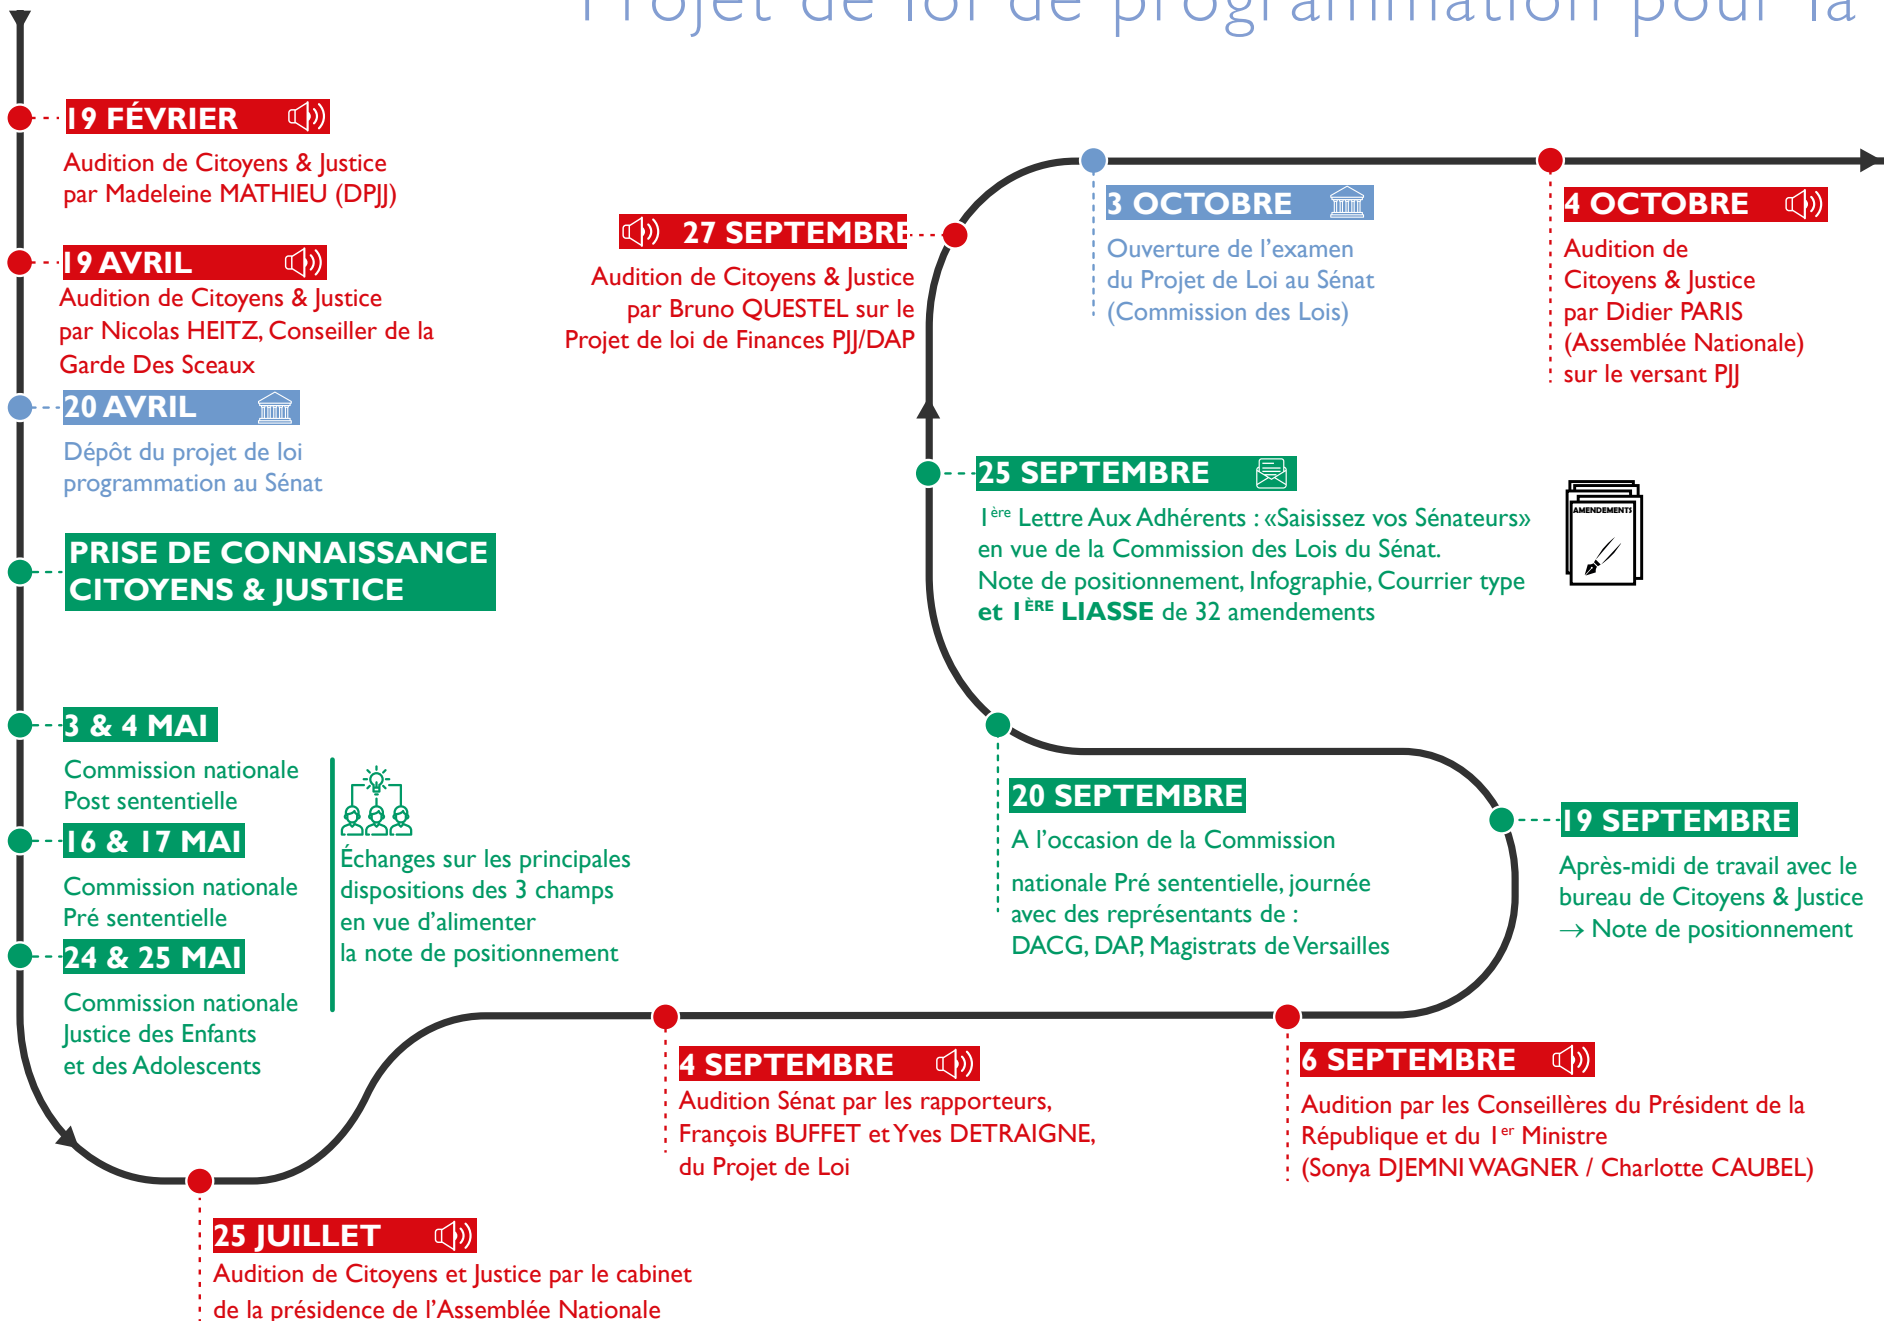 Projet de loi de programmation pour la
19 FÉVRIER
Audition de Citoyens & Justice
par Madeleine MATHIEU (DPJJ)
19 AVRIL
Audition de Citoyens & Justice
par Nicolas HEITZ, Conseiller de la
Garde Des Sceaux
20 AVRIL
Dépôt du projet de loi
programmation au Sénat
PRISE DE CONNAISSANCE
CITOYENS & JUSTICE
3 & 4 MAI
Commission nationale
Post sententielle
16 & 17 MAI
Commission nationale
Pré sententielle
24 & 25 MAI
Commission nationale
Justice des Enfants
et des Adolescents
Échanges sur les principales
dispositions des 3 champs
en vue d’alimenter
la note de positionnement
25 JUILLET
Audition de Citoyens et Justice par le cabinet
de la présidence de l’Assemblée Nationale
4 SEPTEMBRE
Audition Sénat par les rapporteurs,
François BUFFET et Yves DETRAIGNE,
du Projet de Loi
6 SEPTEMBRE
Audition par les Conseillères du Président de la
République et du 1er Ministre
(Sonya DJEMNI WAGNER / Charlotte CAUBEL)
19 SEPTEMBRE
Après-midi de travail avec le
bureau de Citoyens & Justice
→ Note de positionnement
20 SEPTEMBRE
A l’occasion de la Commission
nationale Pré sententielle, journée
avec des représentants de :
DACG, DAP, Magistrats de Versailles
25 SEPTEMBRE
1ère Lettre Aux Adhérents : «Saisissez vos Sénateurs»
en vue de la Commission des Lois du Sénat.
Note de positionnement, Infographie, Courrier type
et 1ÈRE LIASSE de 32 amendements
AMENDEMENTS
27 SEPTEMBRE
Audition de Citoyens & Justice
par Bruno QUESTEL sur le
Projet de loi de Finances PJJ/DAP
3 OCTOBRE
Ouverture de l’examen
du Projet de Loi au Sénat
(Commission des Lois)
4 OCTOBRE
Audition de
Citoyens & Justice
par Didier PARIS
(Assemblée Nationale)
sur le versant PJJ